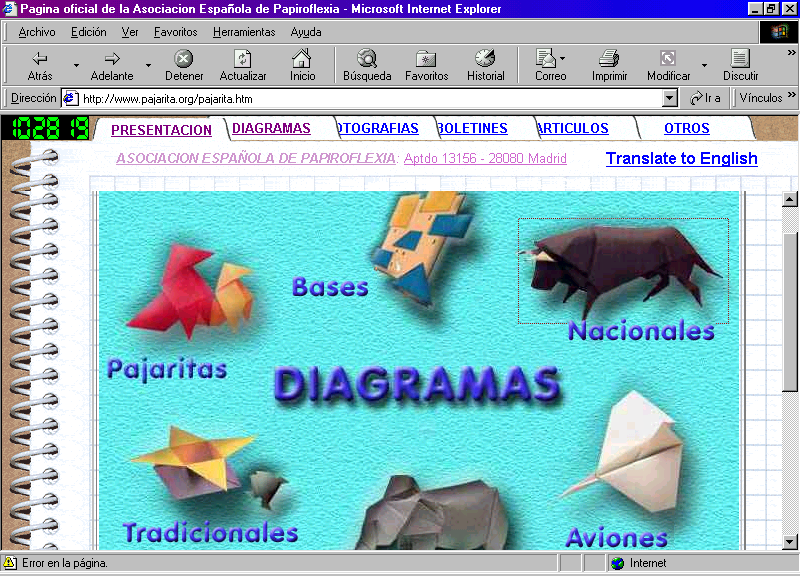 Pagina oficial de la Asociacion Española de Papiroflexia - Microsoft Internet Explorer
Archivo Edición Ver Favoritos Herramientas Ayuda
Atrás Adelante Detener Actualizar Inicio Búsqueda Favoritos Historial Correo Imprimir Modificar Discutir
Dirección http://www.pajarita.org/pajarita.htm Ir a Vínculos
10:28 19 PRESENTACION DIAGRAMAS OTOGRAFIAS BOLETINES ARTICULOS OTROS
ASOCIACION ESPAÑOLA DE PAPIROFLEXIA: Aptdo 13156 - 28080 Madrid Translate to English
Bases
Nacionales
Pajaritas
DIAGRAMAS
Tradicionales
Aviones
Error en la página. Internet